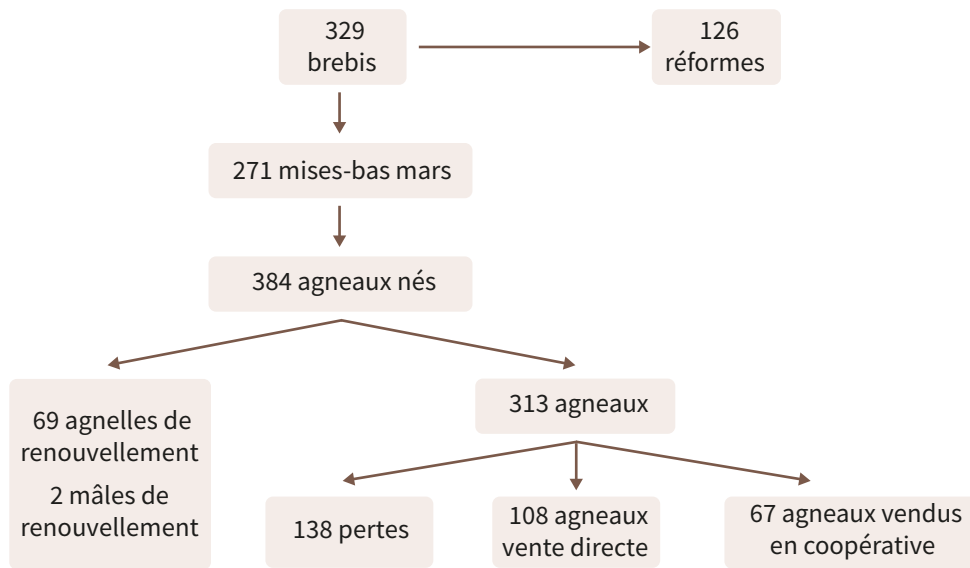 329
brebis
126
réformes
271 mises-bas mars
384 agneaux nés
69 agnelles de
renouvellement
2 mâles de
renouvellement
313 agneaux
138 pertes
108 agneaux
vente directe
67 agneaux vendus
en coopérative